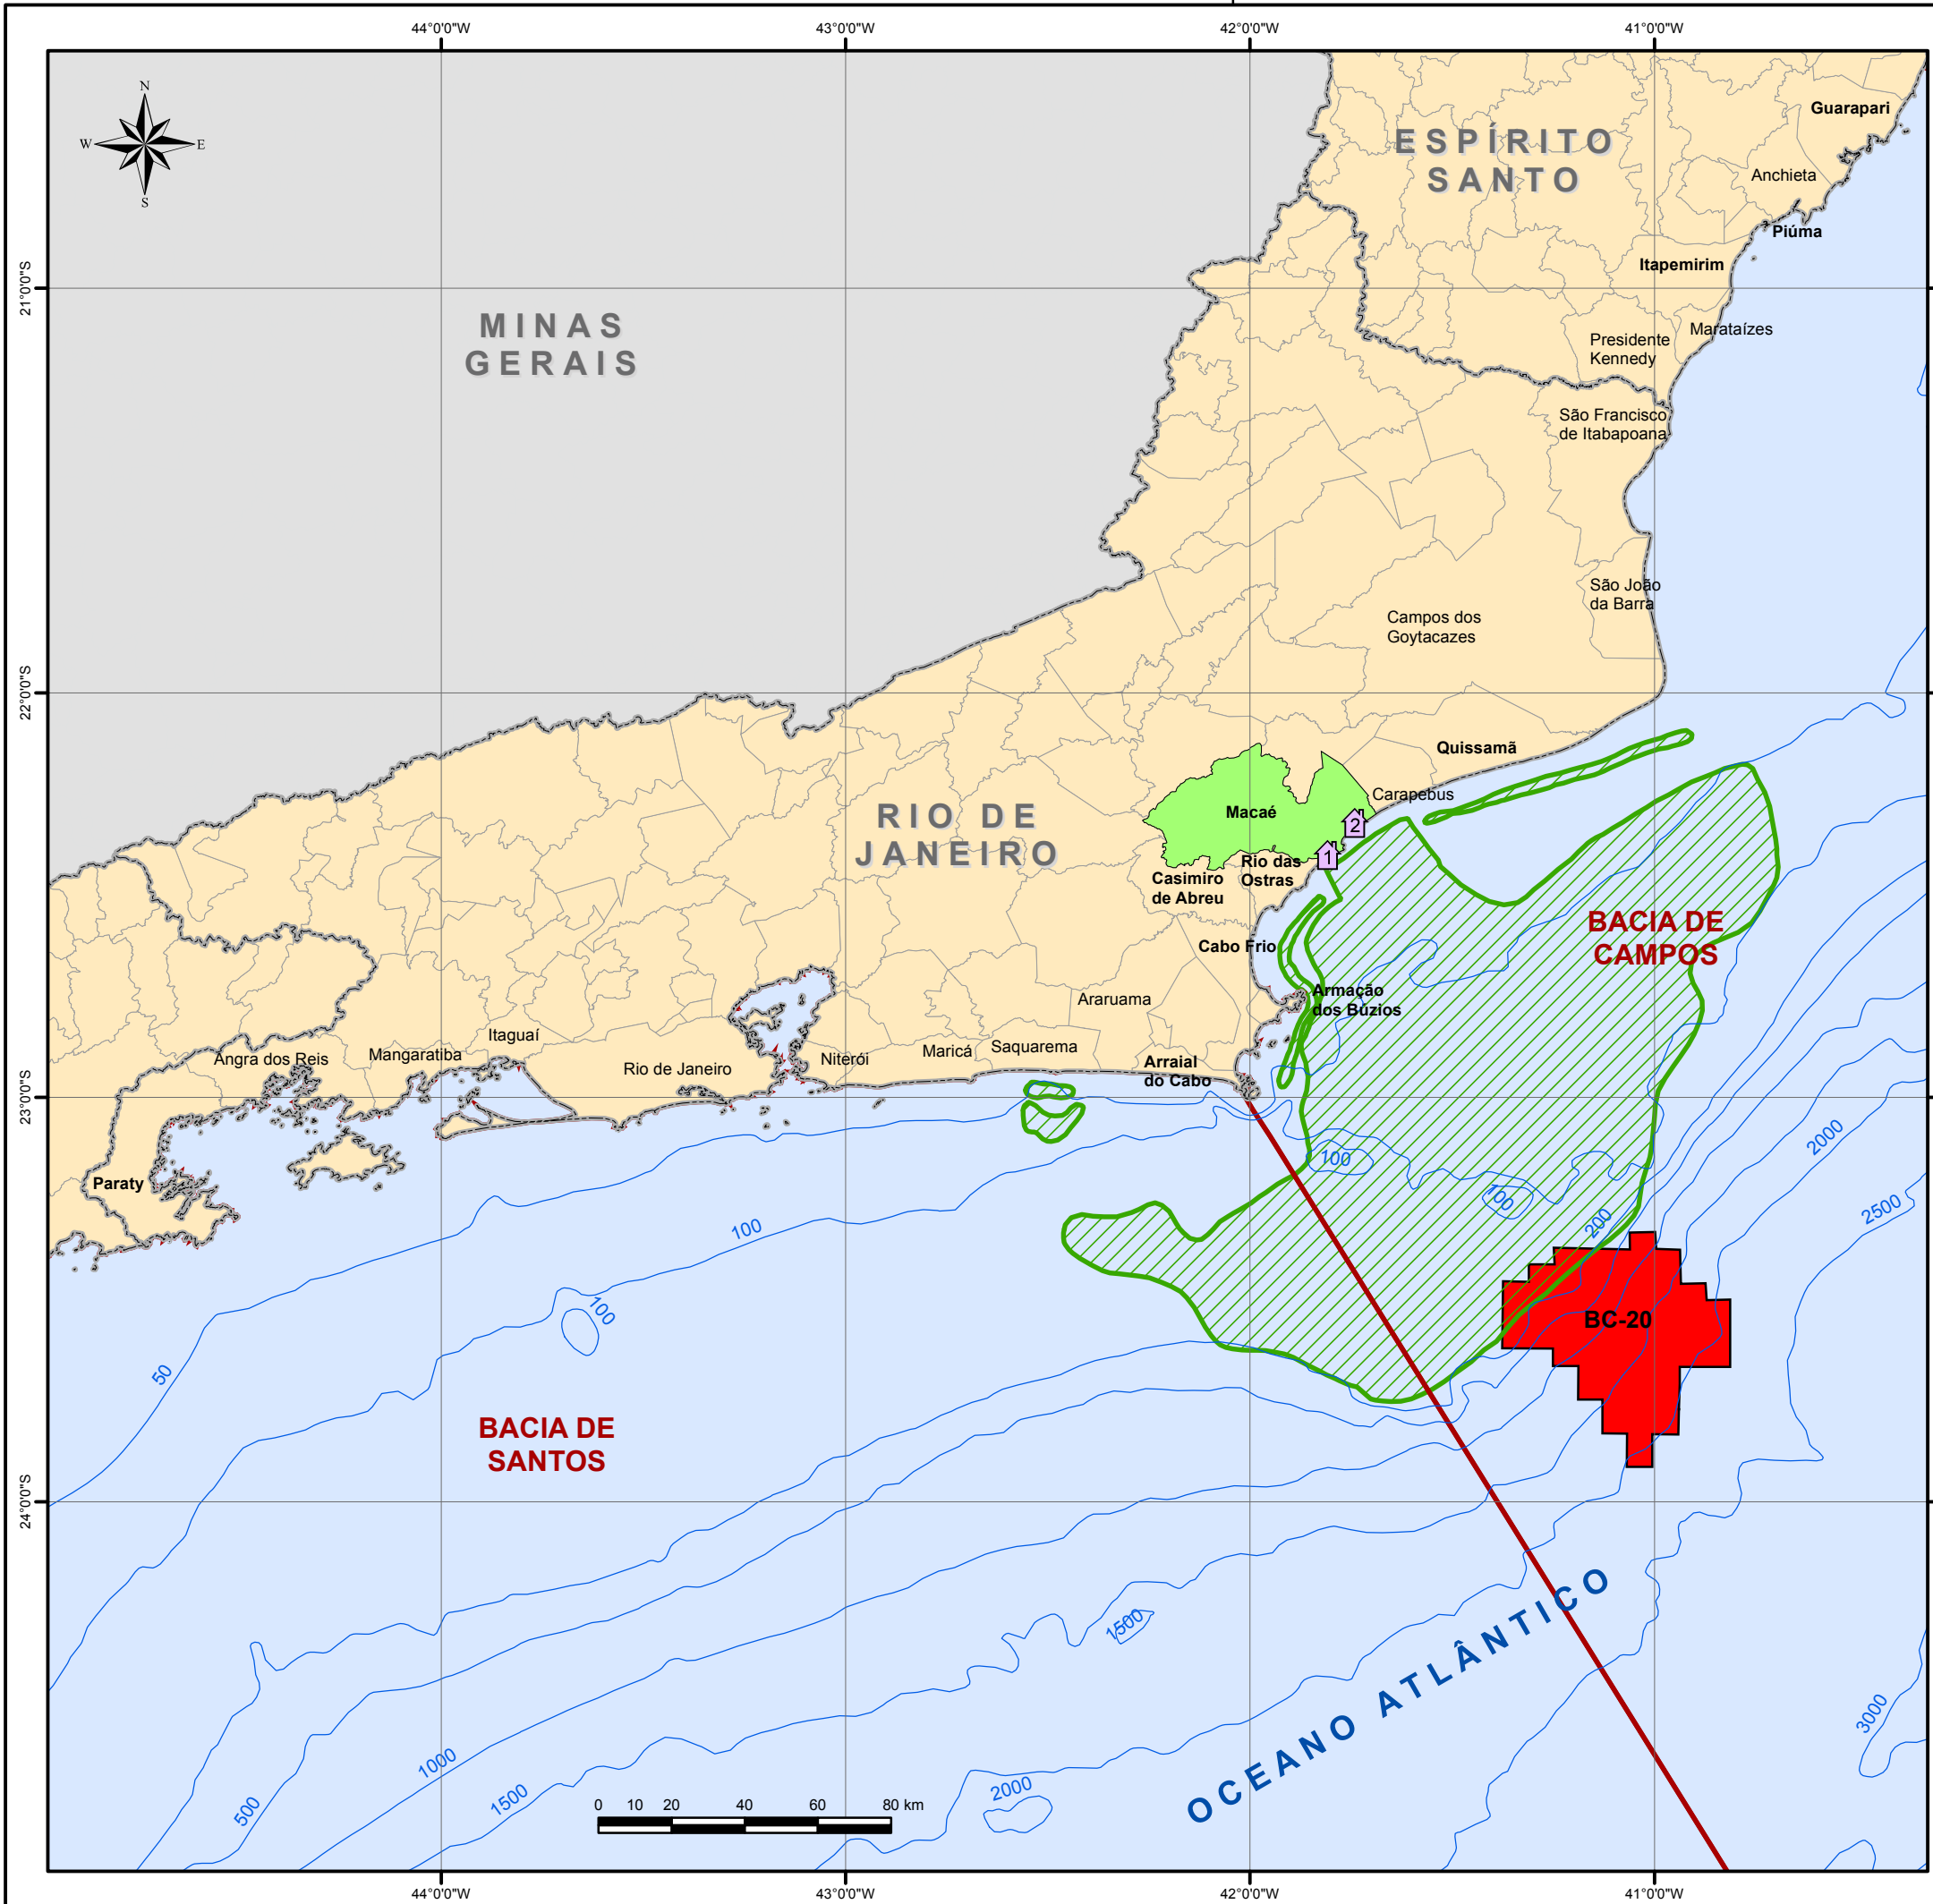 44°0'0"W
43°0'0"W
42°0'0"W
41°0'0"W
N
W
E
S
ESPÍRITO
SANTO
Guarapari
Anchieta
Piúma
Itapemirim
21°0'0"S
MINAS
GERAIS
Marataízes
Presidente
Kennedy
São Francisco
de Itabapoana
São João
da Barra
Campos dos
Goytacazes
22°0'0"S
Quissamã
Carapebus
RIO DE
JANEIRO
Macaé
2
1
Rio das
Ostras
Casimiro
de Abreu
BACIA DE
CAMPOS
Cabo Frio
Armação
dos Búzios
Araruama
Itaguaí
Angra dos Reis
Mangaratiba
Rio de Janeiro
Niterói
Maricá
Saquarema
Arraial
do Cabo
23°0'0"S
Paraty
100
100
200
2000
2500
100
100
50
BC-20
BACIA DE
SANTOS
24°0'0"S
OCEANO ATLÂNTICO
1500
3000
1000
1500
500
2000
0 10 20 40 60 80 km
44°0'0"W
43°0'0"W
42°0'0"W
41°0'0"W